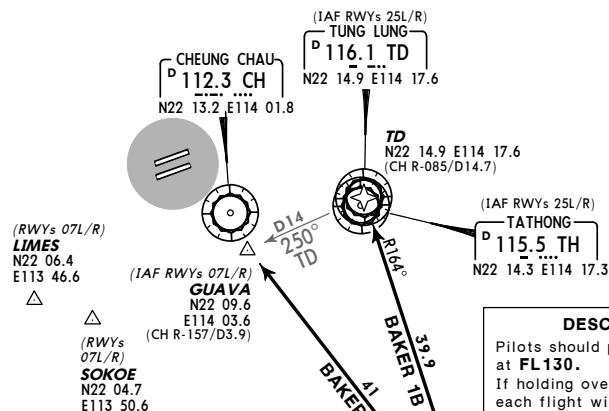 (IAF RWYs 25L/R)
TUNG LUNG
D 116.1 TD
N22 14.9 E114 17.6
CHEUNG CHAU
D 112.3 CH
N22 13.2 E114 01.8
TD
N22 14.9 E114 17.6
(CH R-085/D14.7)
(IAF RWYs 25L/R)
TATHONG
D 115.5 TH
N22 14.3 E114 17.3
D14
250°
TD
R164°
(RWYs 07L/R)
LIMES
N22 06.4
E113 46.6
(IAF RWYs 07L/R)
GUAVA
N22 09.6
E114 03.6
(CH R-157/D3.9)
(RWYs
07L/R)
SOKOE
N22 04.7
E113 50.6
41
BAKER
39.9
BAKER 1B
DESC
Pilots should p
at FL130.
If holding over
each flight wi